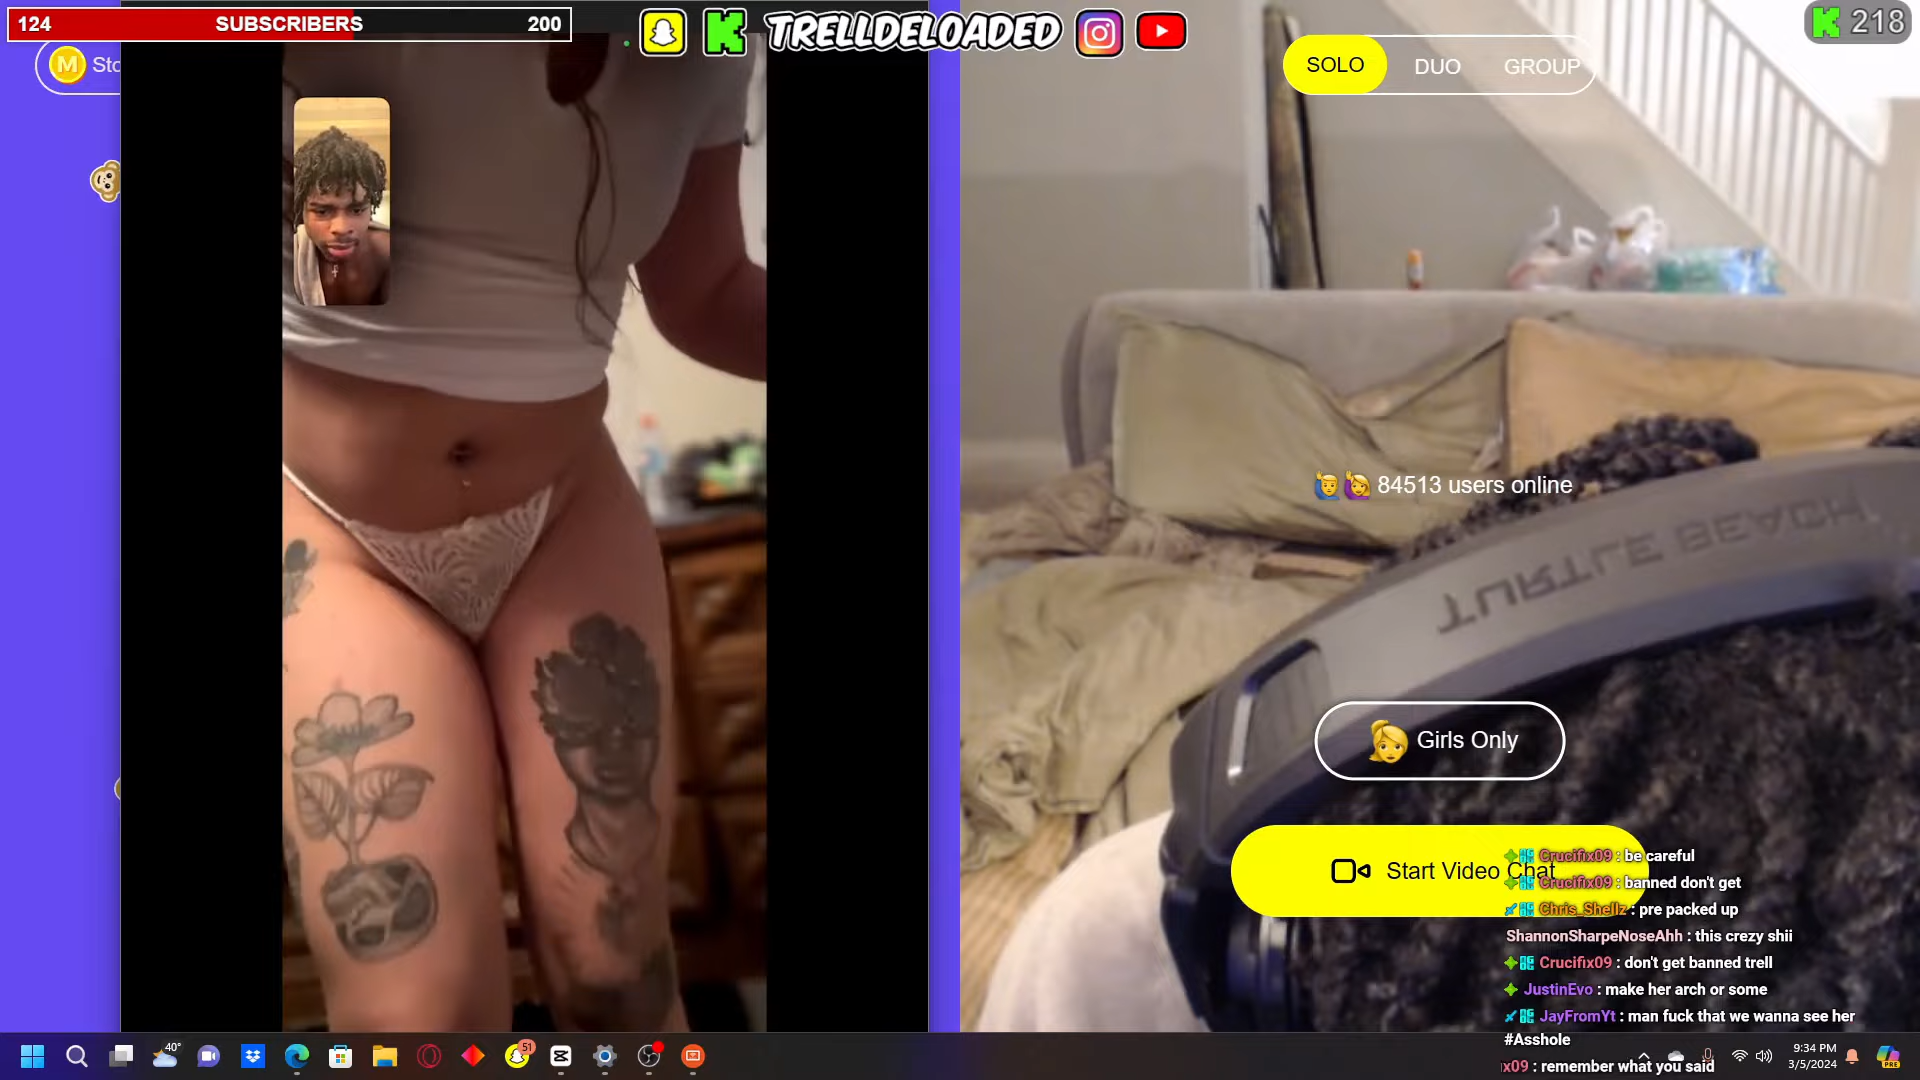 124 SUBSCRIBERS 200
TRELLDELOADED
218
M Sto
SOLO DUO GROUP
84513 users online
TURTLE BEACH
Girls Only
Start Video Chat
Crucifix09 : be careful
Crucifix09 : banned don't get
Chris_Shellz : pre packed up
ShannonSharpeNoseAhh : this crezy shii
Crucifix09 : don't get banned trell
JustinEvo : make her arch or some
JayFromYt : man fuck that we wanna see her
#Asshole
x09 : remember what you said
40°
51
9:34 PM
3/5/2024
PRE